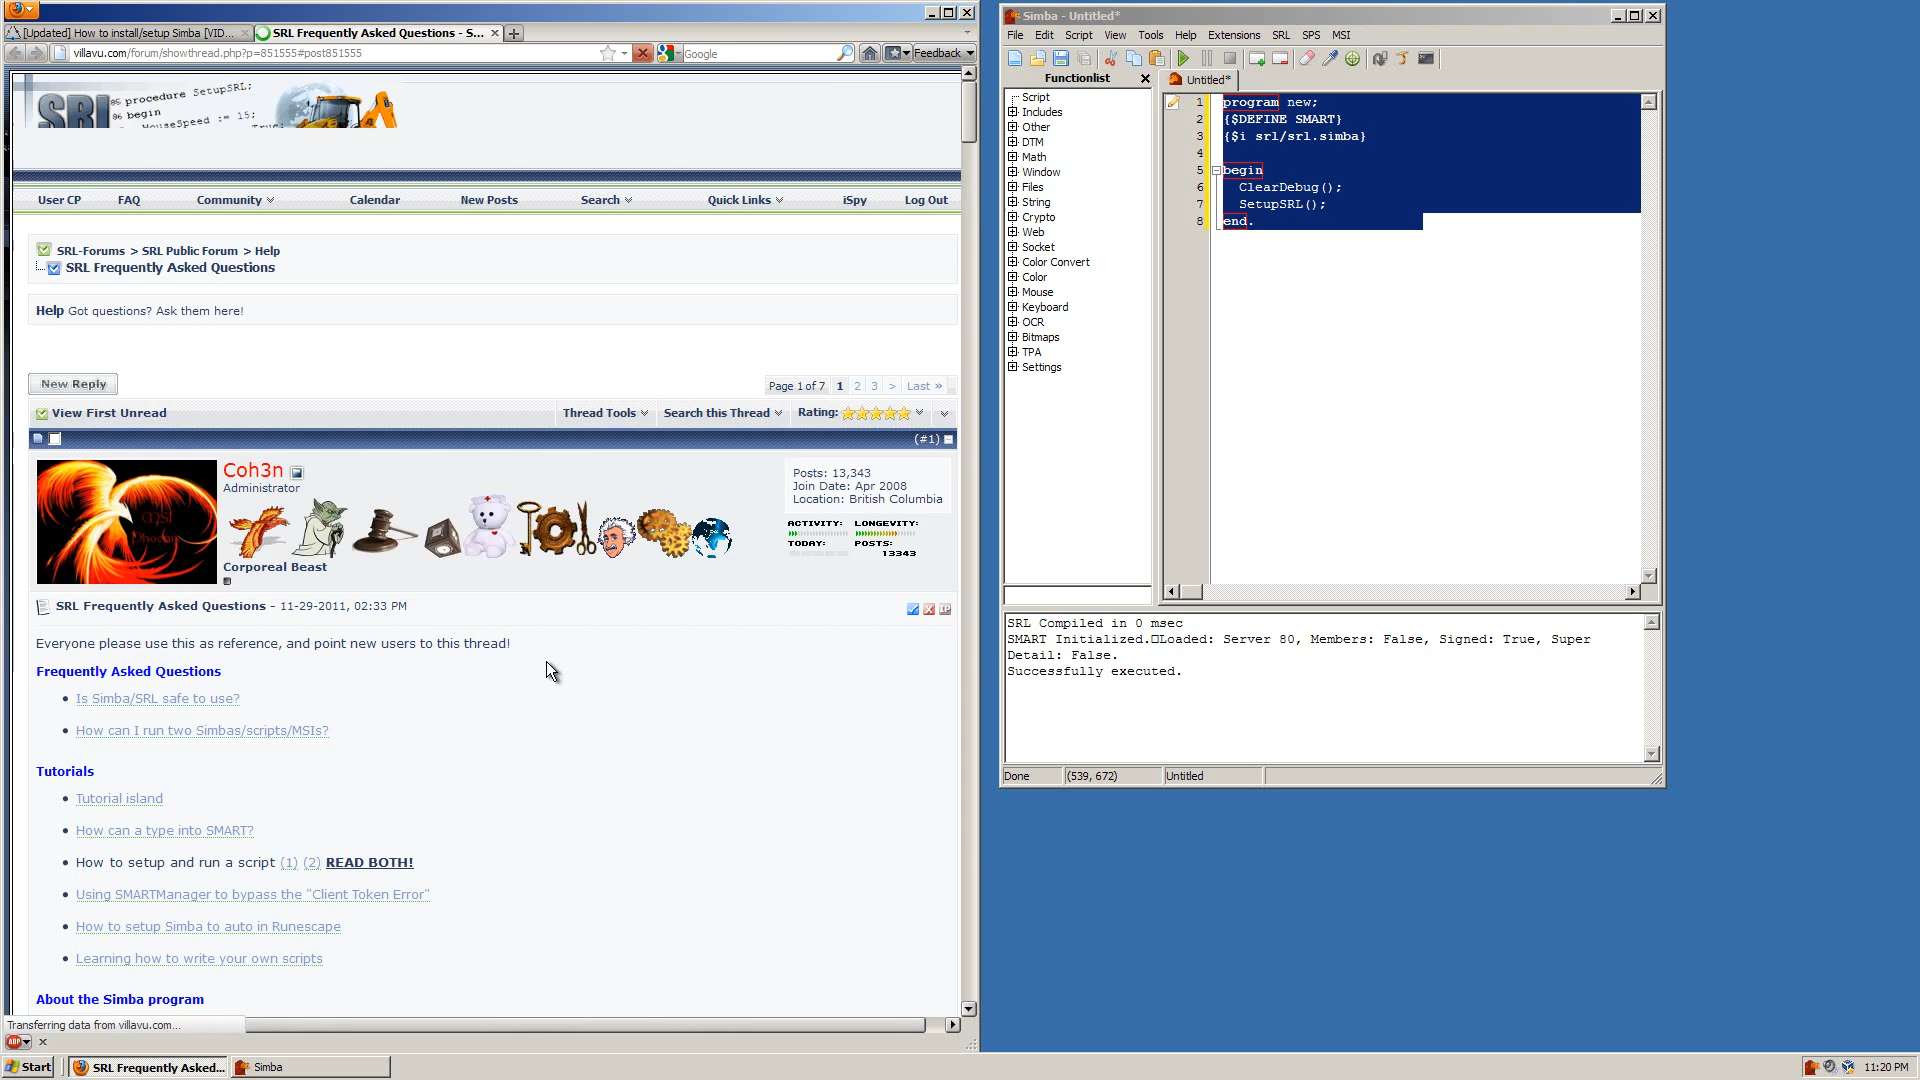 [Updated] How to install/setup Simba [VID...
SRL Frequently Asked Questions - S...
villavu.com/forum/showthread.php?p=851555#post851555
Google
Feedback
SRL
procedure SetupSRL;
begin
MouseSpeed := 15;
User CP
FAQ
Community
Calendar
New Posts
Search
Quick Links
iSpy
Log Out
SRL-Forums > SRL Public Forum > Help
SRL Frequently Asked Questions
Help Got questions? Ask them here!
New Reply
Page 1 of 7 1 2 3 > Last »
View First Unread
Thread Tools
Search this Thread
Rating:
(#1)
Coh3n
Administrator
Corporeal Beast
Posts: 13,343
Join Date: Apr 2008
Location: British Columbia
ACTIVITY: LONGEVITY:
TODAY: POSTS:
13343
SRL Frequently Asked Questions - 11-29-2011, 02:33 PM
Everyone please use this as reference, and point new users to this thread!
Frequently Asked Questions
Is Simba/SRL safe to use?
How can I run two Simbas/scripts/MSIs?
Tutorials
Tutorial island
How can a type into SMART?
How to setup and run a script (1) (2) READ BOTH!
Using SMARTManager to bypass the "Client Token Error"
How to setup Simba to auto in Runescape
Learning how to write your own scripts
About the Simba program
Transferring data from villavu.com...
ABP
Start
SRL Frequently Asked...
Simba
11:20 PM
Simba - Untitled*
File Edit Script View Tools Help Extensions SRL SPS MSI
Functionlist
Untitled*
Script
Includes
Other
DTM
Math
Window
Files
String
Crypto
Web
Socket
Color Convert
Color
Mouse
Keyboard
OCR
Bitmaps
TPA
Settings
1 program new;
2 {$DEFINE SMART}
3 {$i srl/srl.simba}
4
5 begin
6 ClearDebug();
7 SetupSRL();
8 end.
SRL Compiled in 0 msec
SMART Initialized.□Loaded: Server 80, Members: False, Signed: True, Super
Detail: False.
Successfully executed.
Done
(539, 672)
Untitled